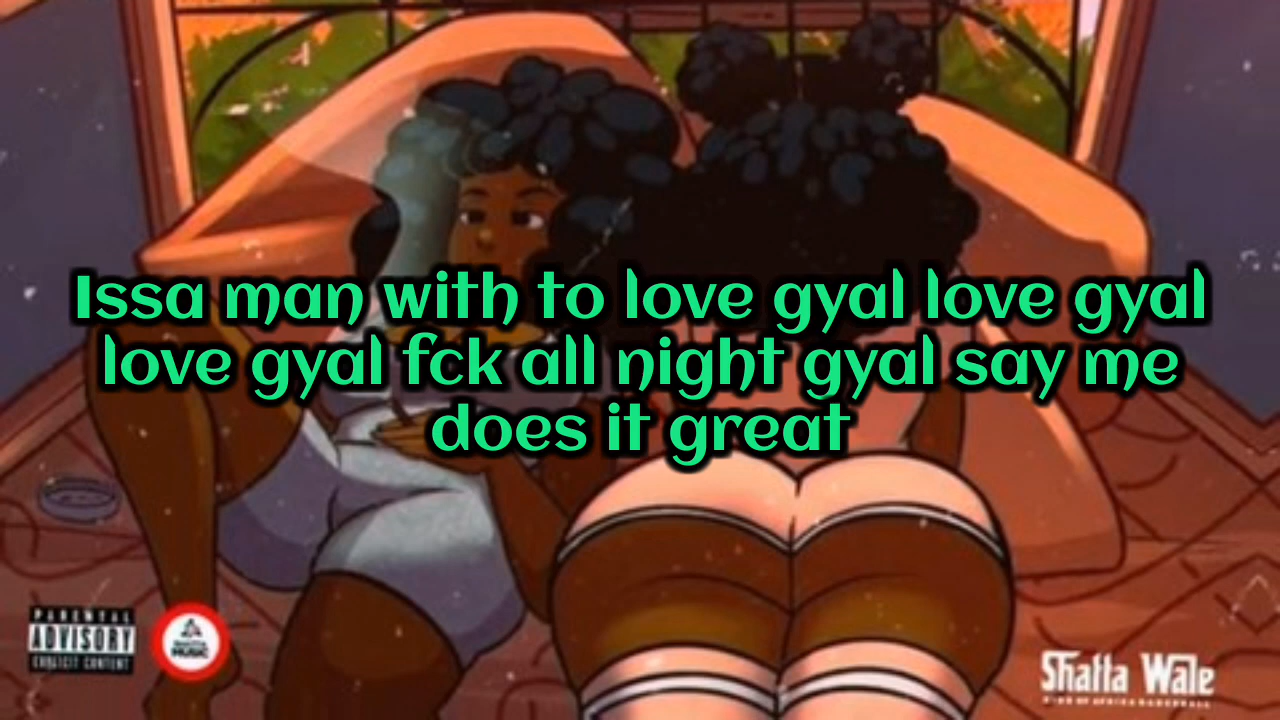 Issa man with to love gyal love gyal
love gyal fck all night gyal say me
does it great
PARENTAL
ADVISORY
EXPLICIT CONTENT
MUSIC
Shatta Wale